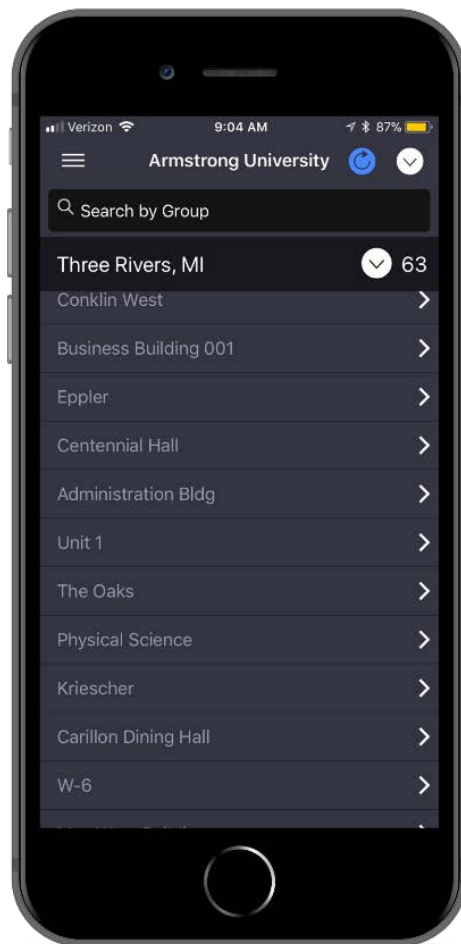 Verizon 9:04 AM 87%
Armstrong University
Search by Group
Three Rivers, MI 63
Conklin West
Business Building 001
Eppler
Centennial Hall
Administration Bldg
Unit 1
The Oaks
Physical Science
Kriescher
Carillon Dining Hall
W-6